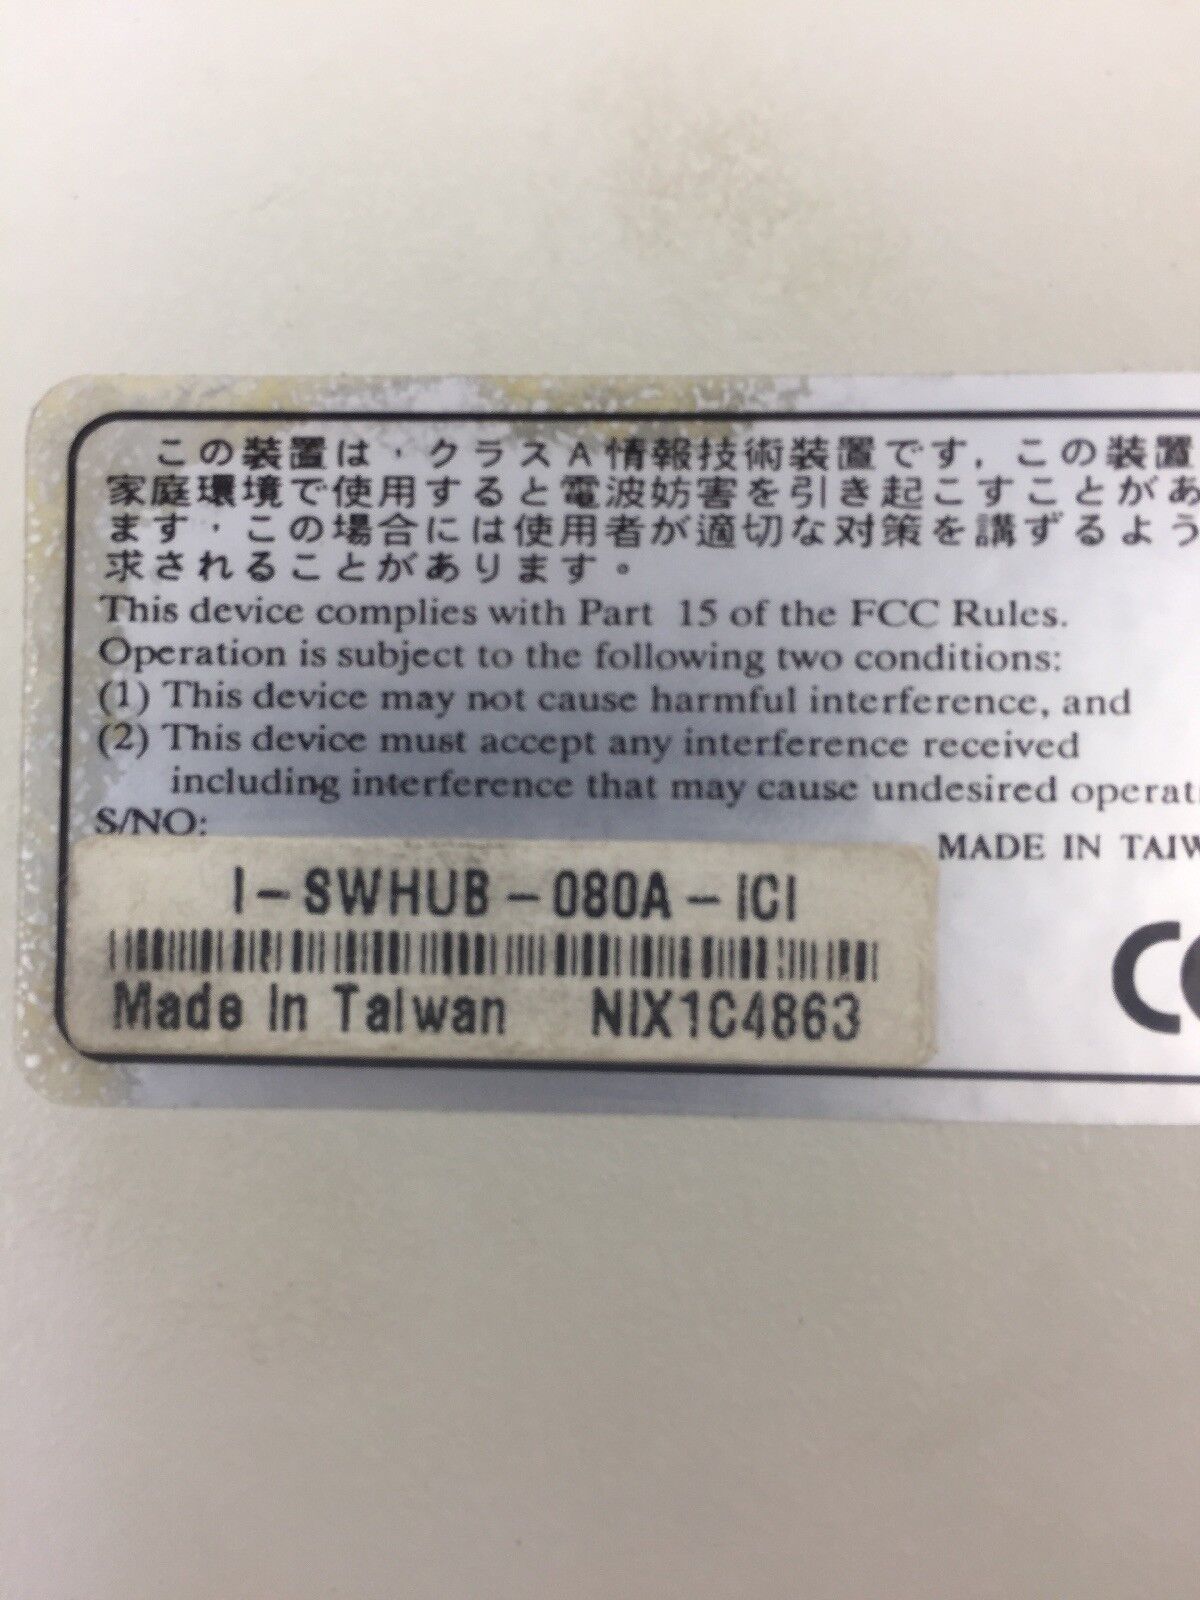 この装置は，クラスA情報技術装置です．この装置
家庭環境で使用すると電波妨害を引き起こすことがあ
ます，この場合には使用者が適切な对策を講ずるよう
求されることがあります。
This device complies with Part 15 of the FCC Rules.
Operation is subject to the following two conditions:
(1) This device may not cause harmful interference, and
(2) This device must accept any interference received
including interference that may cause undesired operati
S/NO:
MADE IN TAIW
I-SWHUB-080A-ICI
Made In Taiwan NIX1C4863